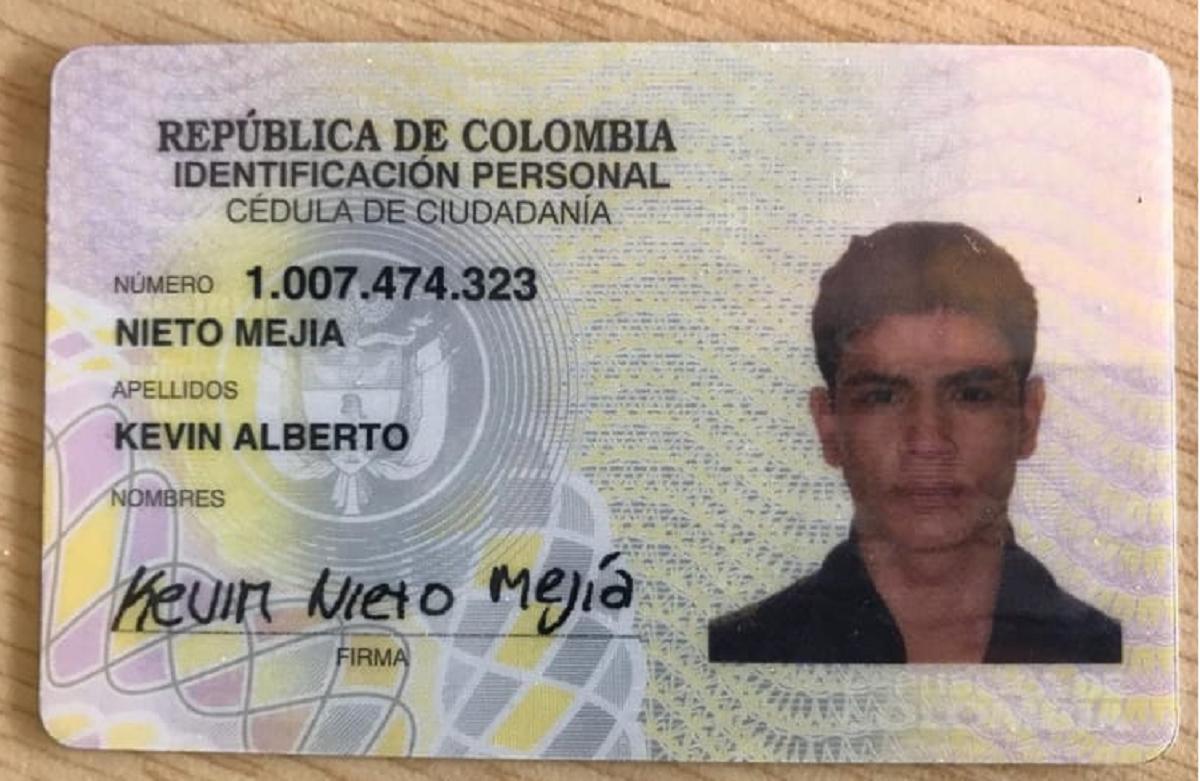 REPÚBLICA DE COLOMBIA
IDENTIFICACIÓN PERSONAL
CÉDULA DE CIUDADANÍA
NÚMERO 1.007.474.323
NIETO MEJIA
APELLIDOS
KEVIN ALBERTO
NOMBRES
Kevin Nieto Mejía
FIRMA